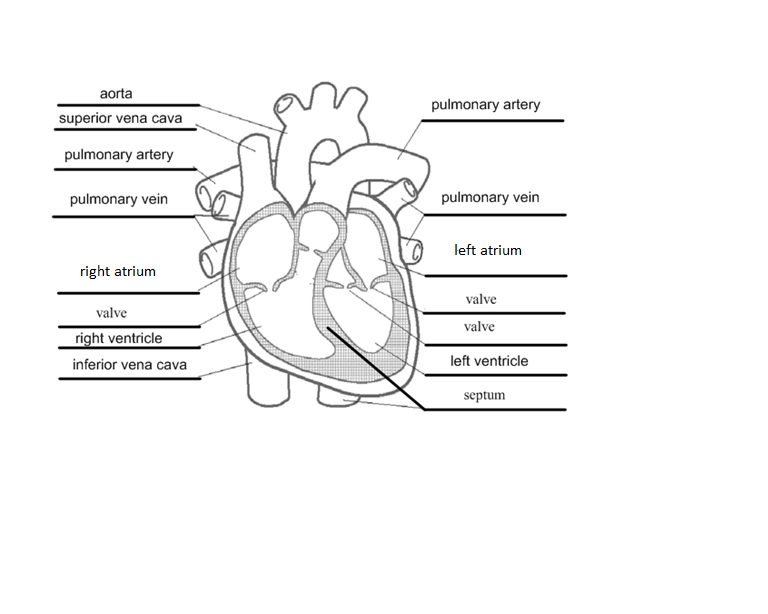 aorta
superior vena cava
pulmonary artery
pulmonary vein
right atrium
valve
right ventricle
inferior vena cava
pulmonary artery
pulmonary vein
left atrium
valve
valve
left ventricle
septum